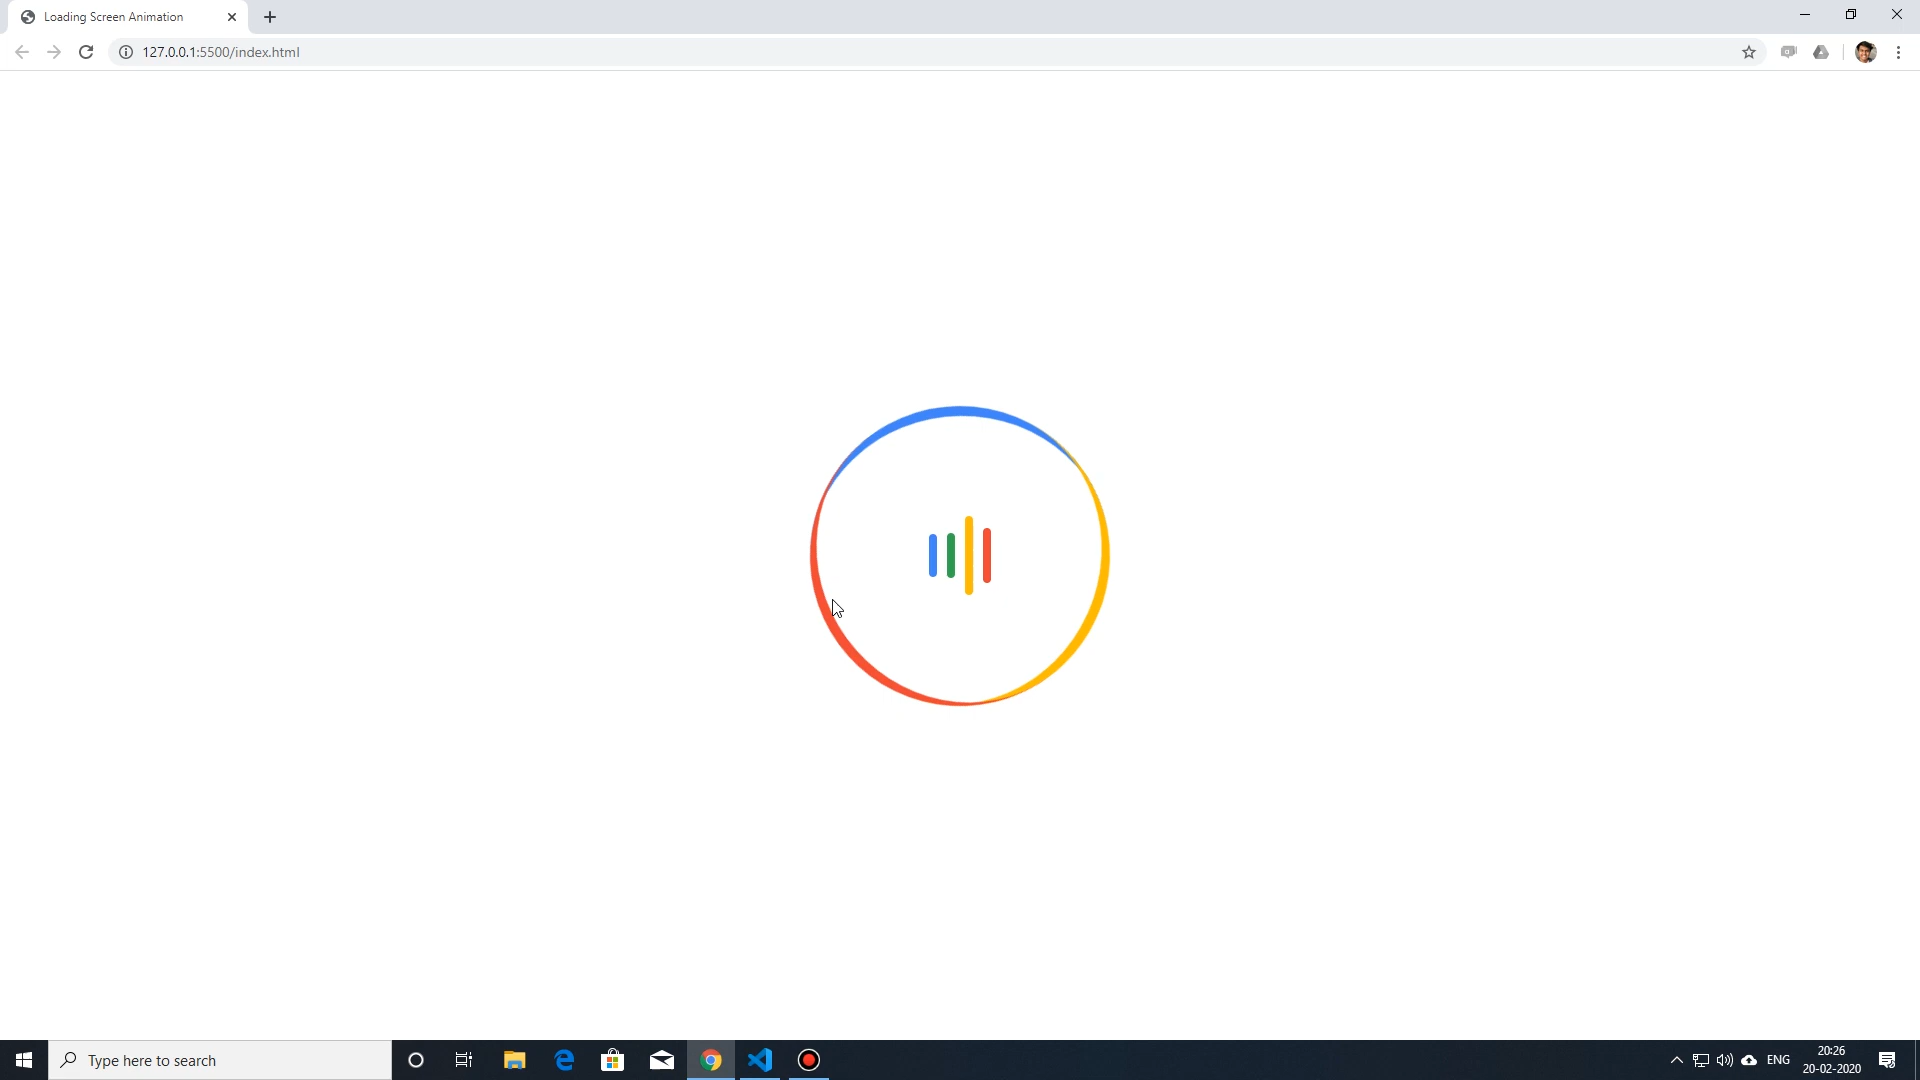 Loading Screen Animation
127.0.0.1:5500/index.html
Type here to search
ENG
20:26
20-02-2020